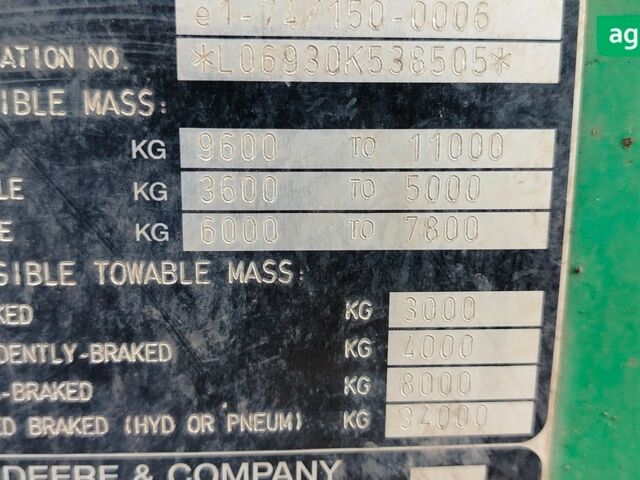 e1-74/150-0006
ag
ATION NO. *L06930K538505*
IBLE MASS:
KG 9600 TO 11000
LE KG 3600 TO 5000
E KG 6000 TO 7800
SIBLE TOWABLE MASS:
KED KG 3000
DENTLY-BRAKED KG 4000
-BRAKED KG 8000
ED BRAKED (HYD OR PNEUM) KG 34000
DEERE & COMPANY